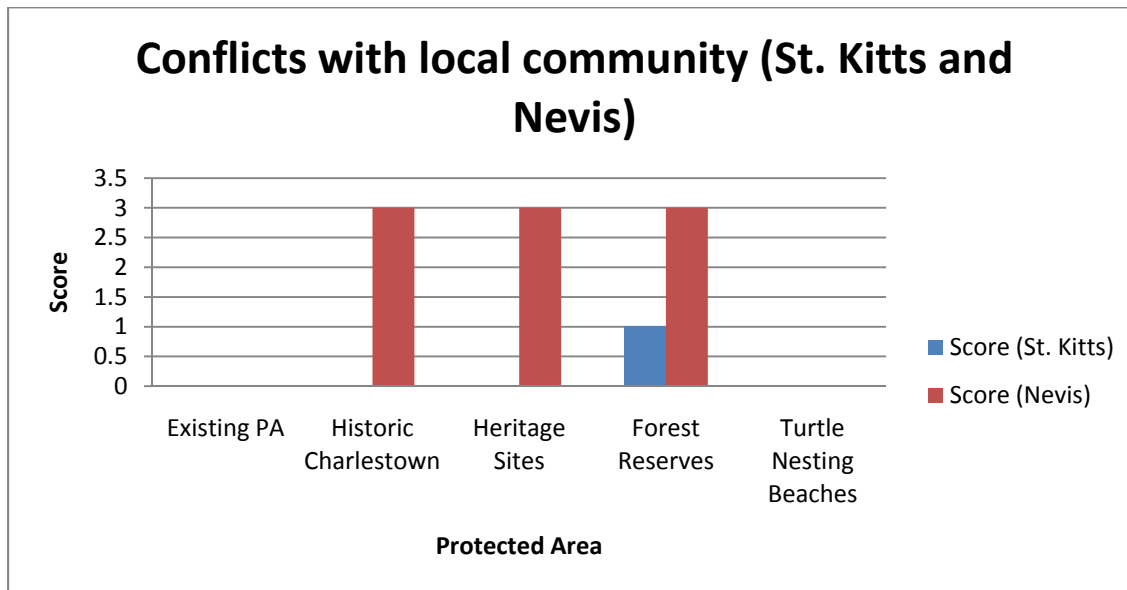 Conflicts with local community (St. Kitts and
Nevis)
3.5
3
2.5
2
1.5
1
0.5
0
Score
Existing PA
Historic
Charlestown
Heritage
Sites
Forest
Reserves
Turtle
Nesting
Beaches
Protected Area
Score (St. Kitts)
Score (Nevis)